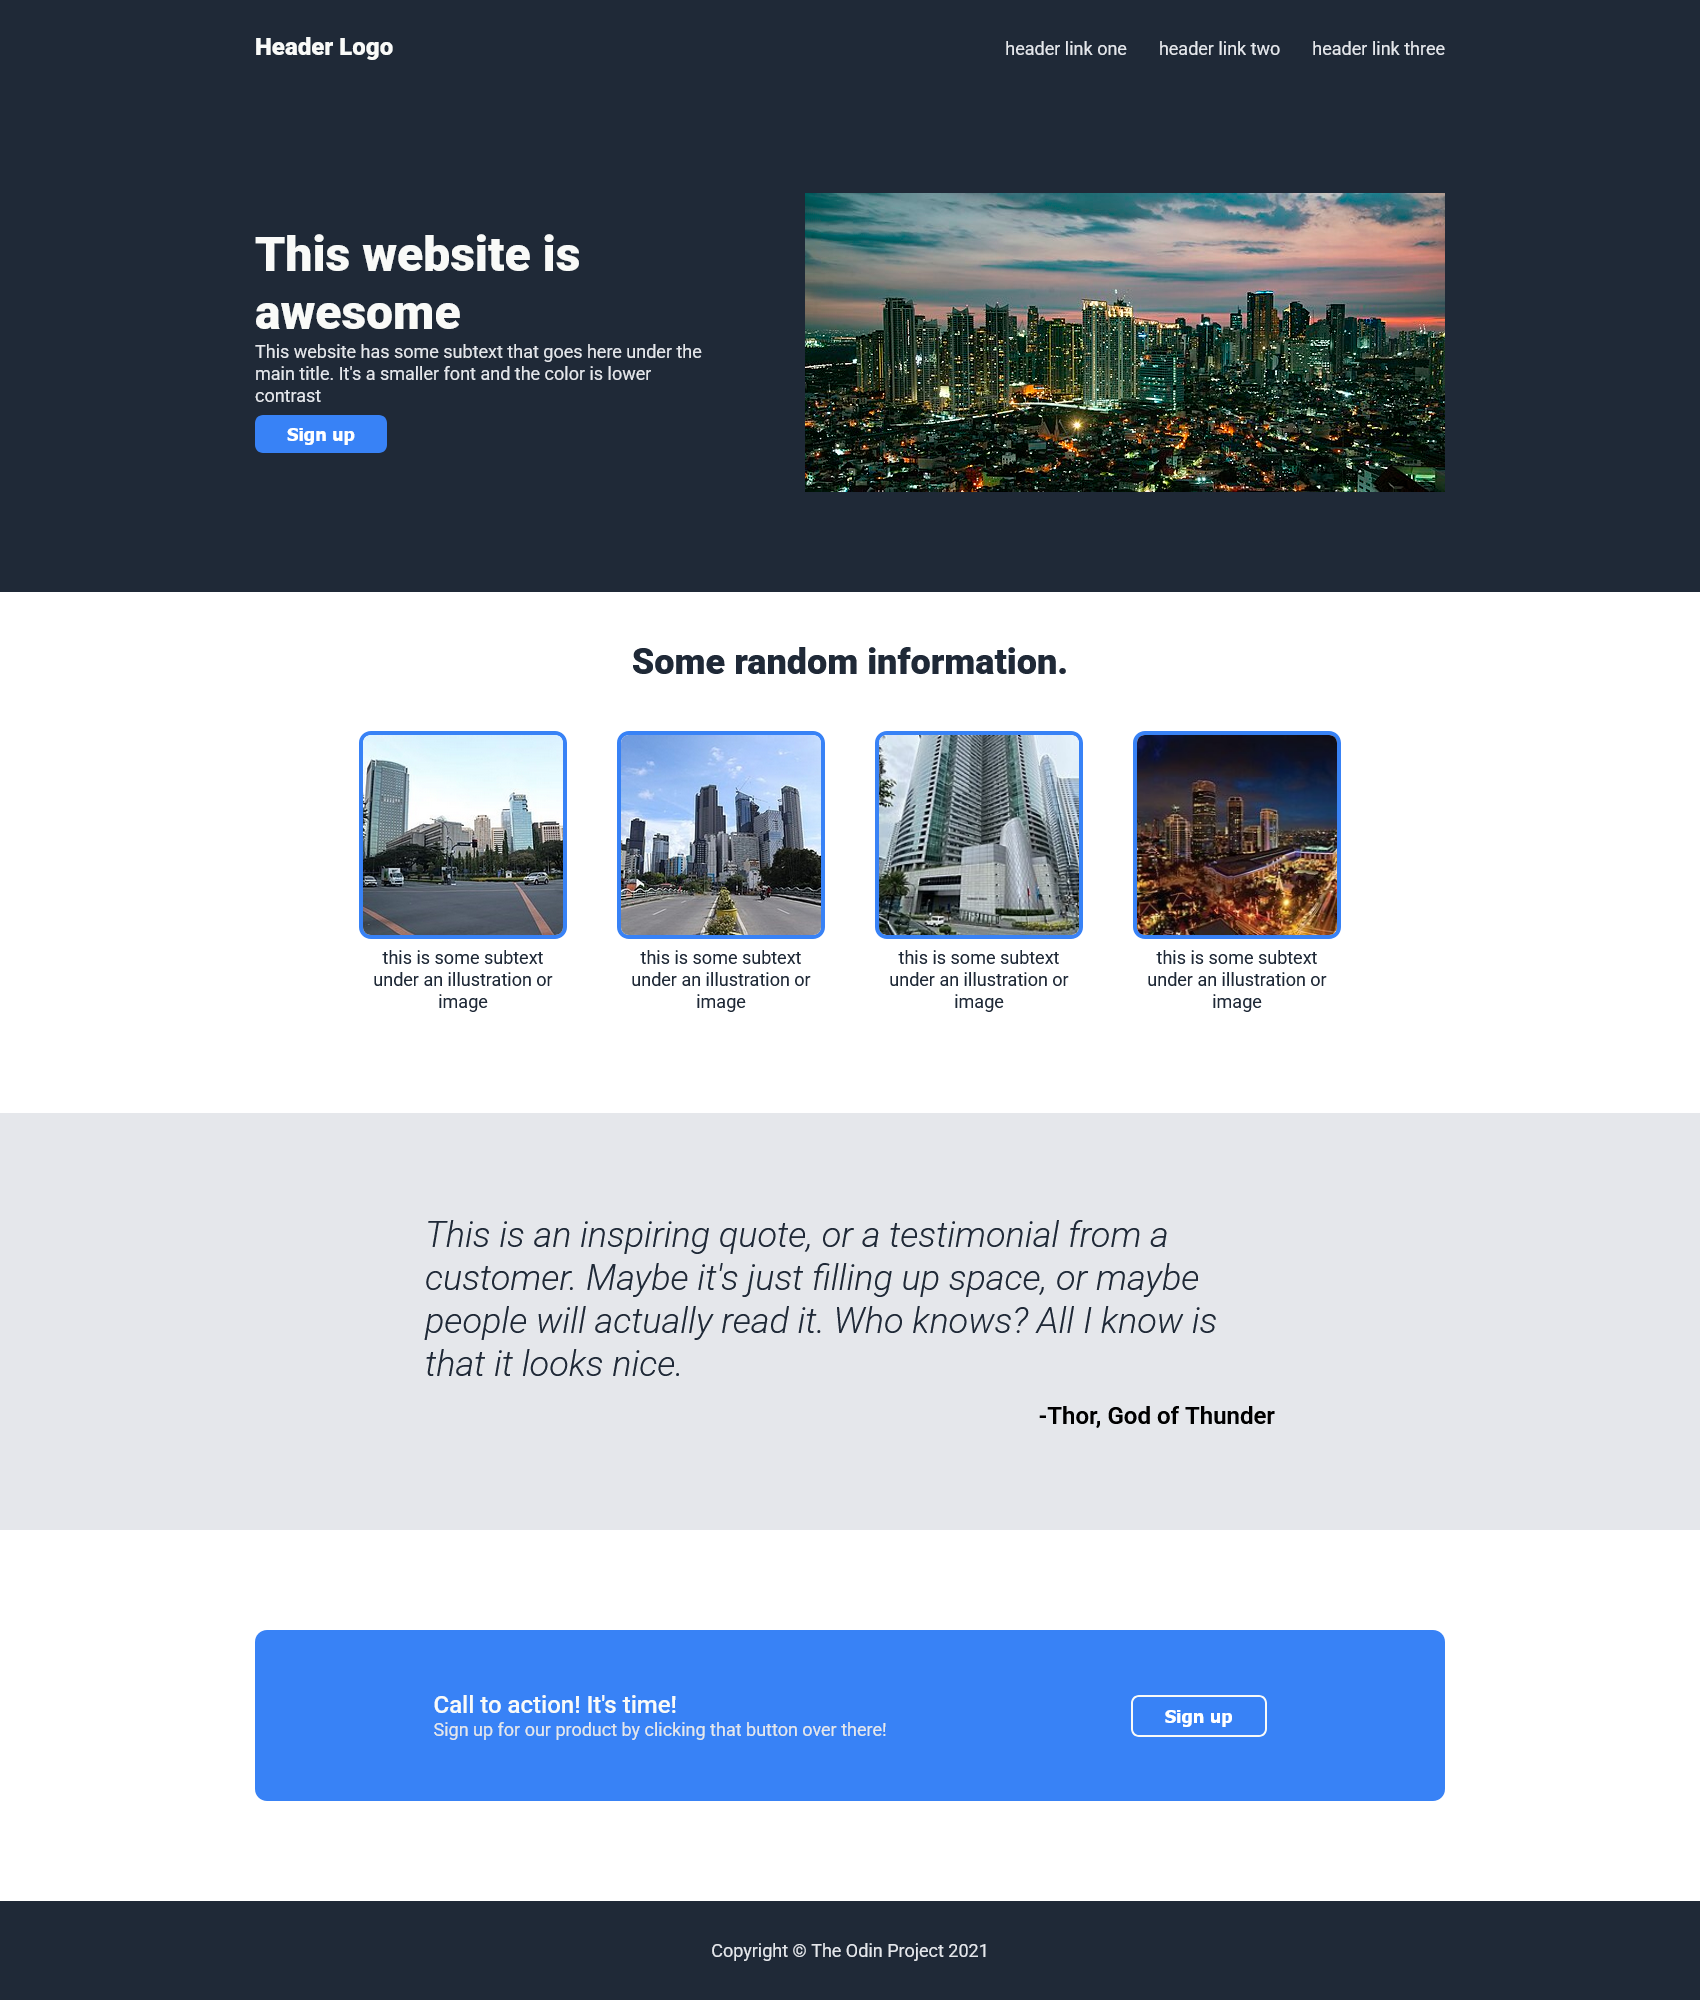 Header Logo
header link one
header link two
header link three
This website is
awesome
This website has some subtext that goes here under the
main title. It's a smaller font and the color is lower
contrast
Sign up
Some random information.
this is some subtext
under an illustration or
image
this is some subtext
under an illustration or
image
this is some subtext
under an illustration or
image
this is some subtext
under an illustration or
image
This is an inspiring quote, or a testimonial from a
customer. Maybe it's just filling up space, or maybe
people will actually read it. Who knows? All I know is
that it looks nice.
-Thor, God of Thunder
Call to action! It's time!
Sign up for our product by clicking that button over there!
Sign up
Copyright © The Odin Project 2021